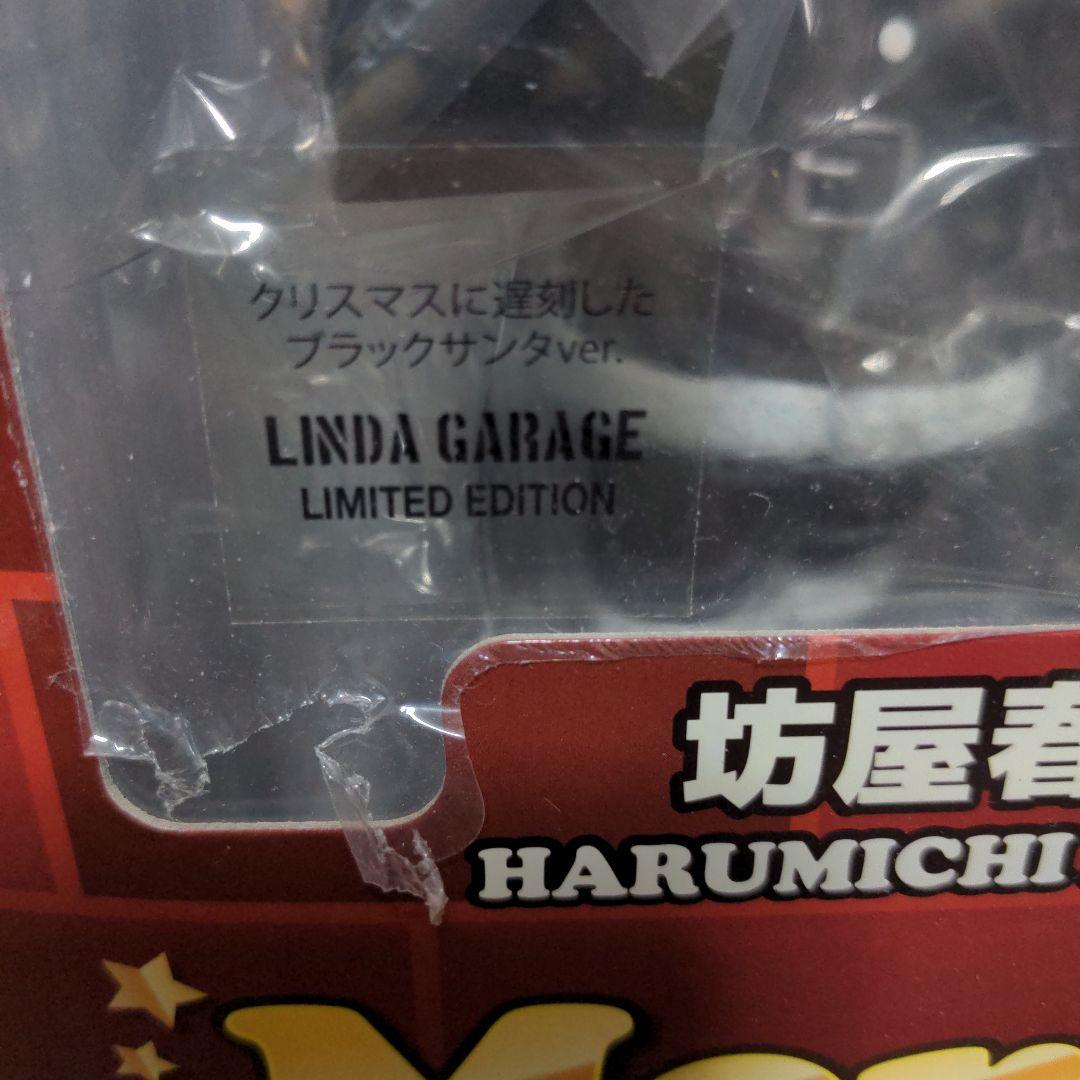 クリスマスに遅刻した
ブラックサンタver.
LINDA GARAGE
LIMITED EDITION
坊屋春
HARUMICHI